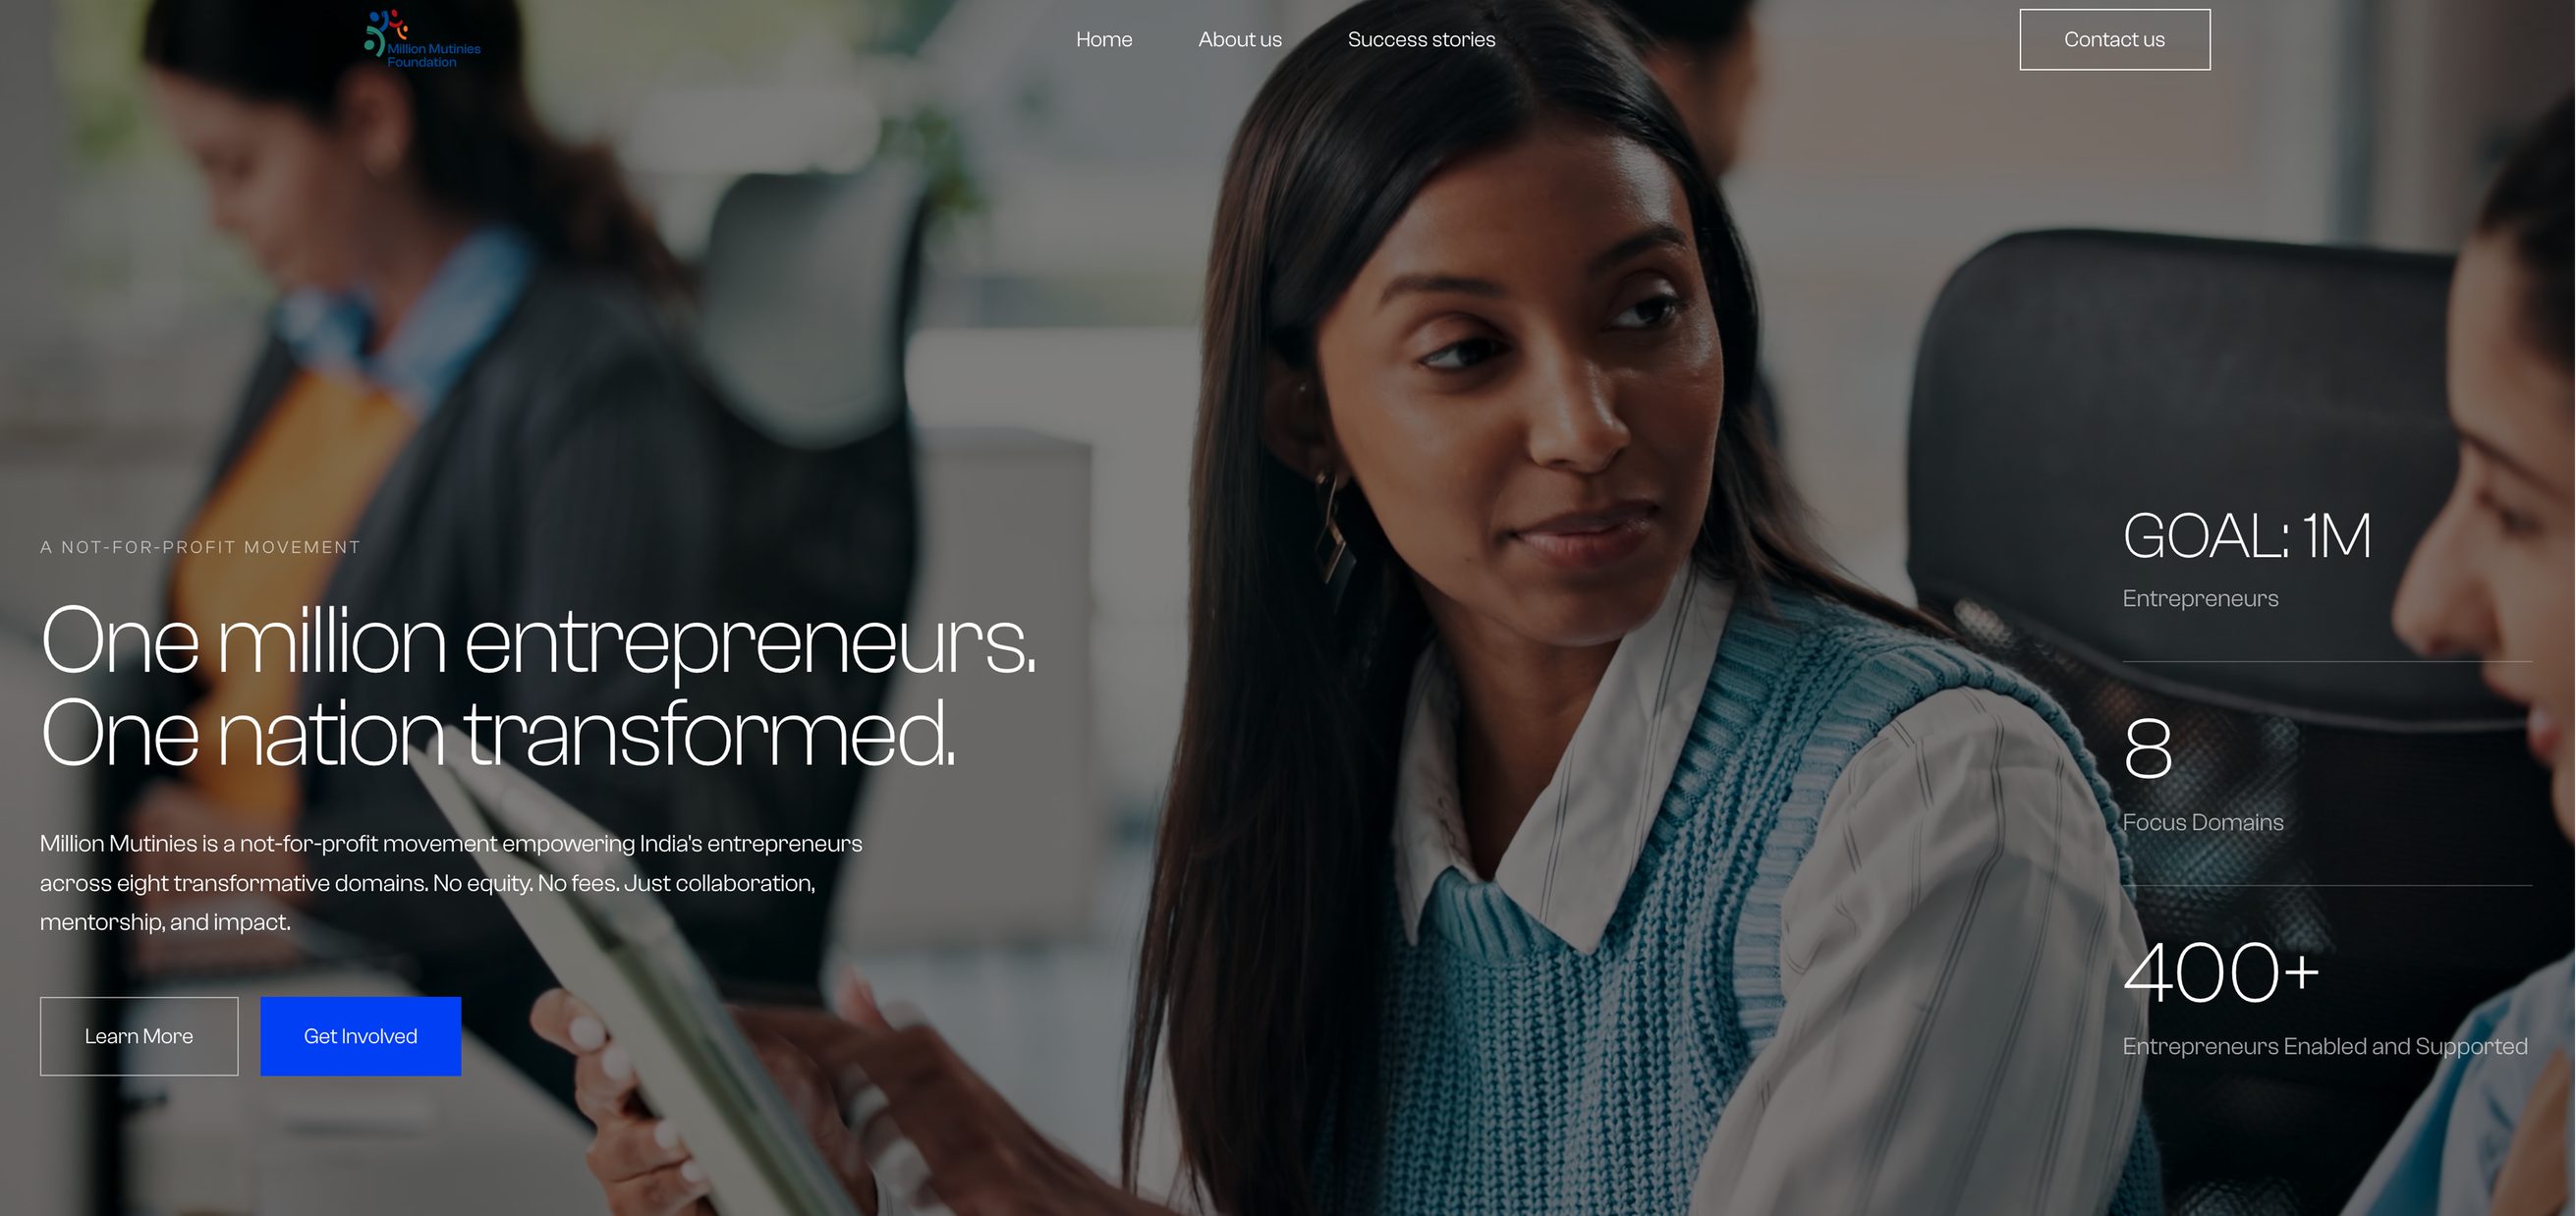 Million Mutinies
Foundation
Home
About us
Success stories
Contact us
A NOT-FOR-PROFIT MOVEMENT
One million entrepreneurs.
One nation transformed.
Million Mutinies is a not-for-profit movement empowering India's entrepreneurs
across eight transformative domains. No equity. No fees. Just collaboration,
mentorship, and impact.
Learn More
Get Involved
GOAL: 1M
Entrepreneurs
8
Focus Domains
400+
Entrepreneurs Enabled and Supported